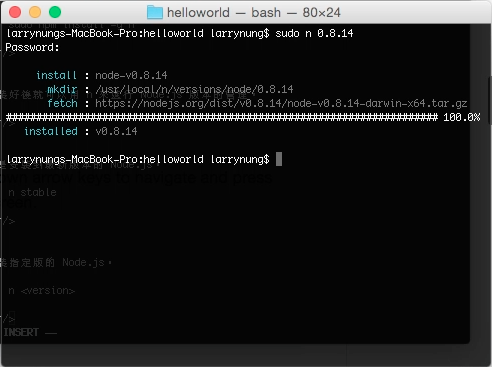 helloworld — bash — 80×24
larrynungs-MacBook-Pro:helloworld larrynung$ sudo n 0.8.14
Password:
install : node-v0.8.14
mkdir : /usr/local/n/versions/node/0.8.14
fetch : https://nodejs.org/dist/v0.8.14/node-v0.8.14-darwin-x64.tar.gz
######################################################################## 100.0%
installed : v0.8.14
larrynungs-MacBook-Pro:helloworld larrynung$
n stable
/>
指定版的 Node.js。
n <version>
/>
INSERT --